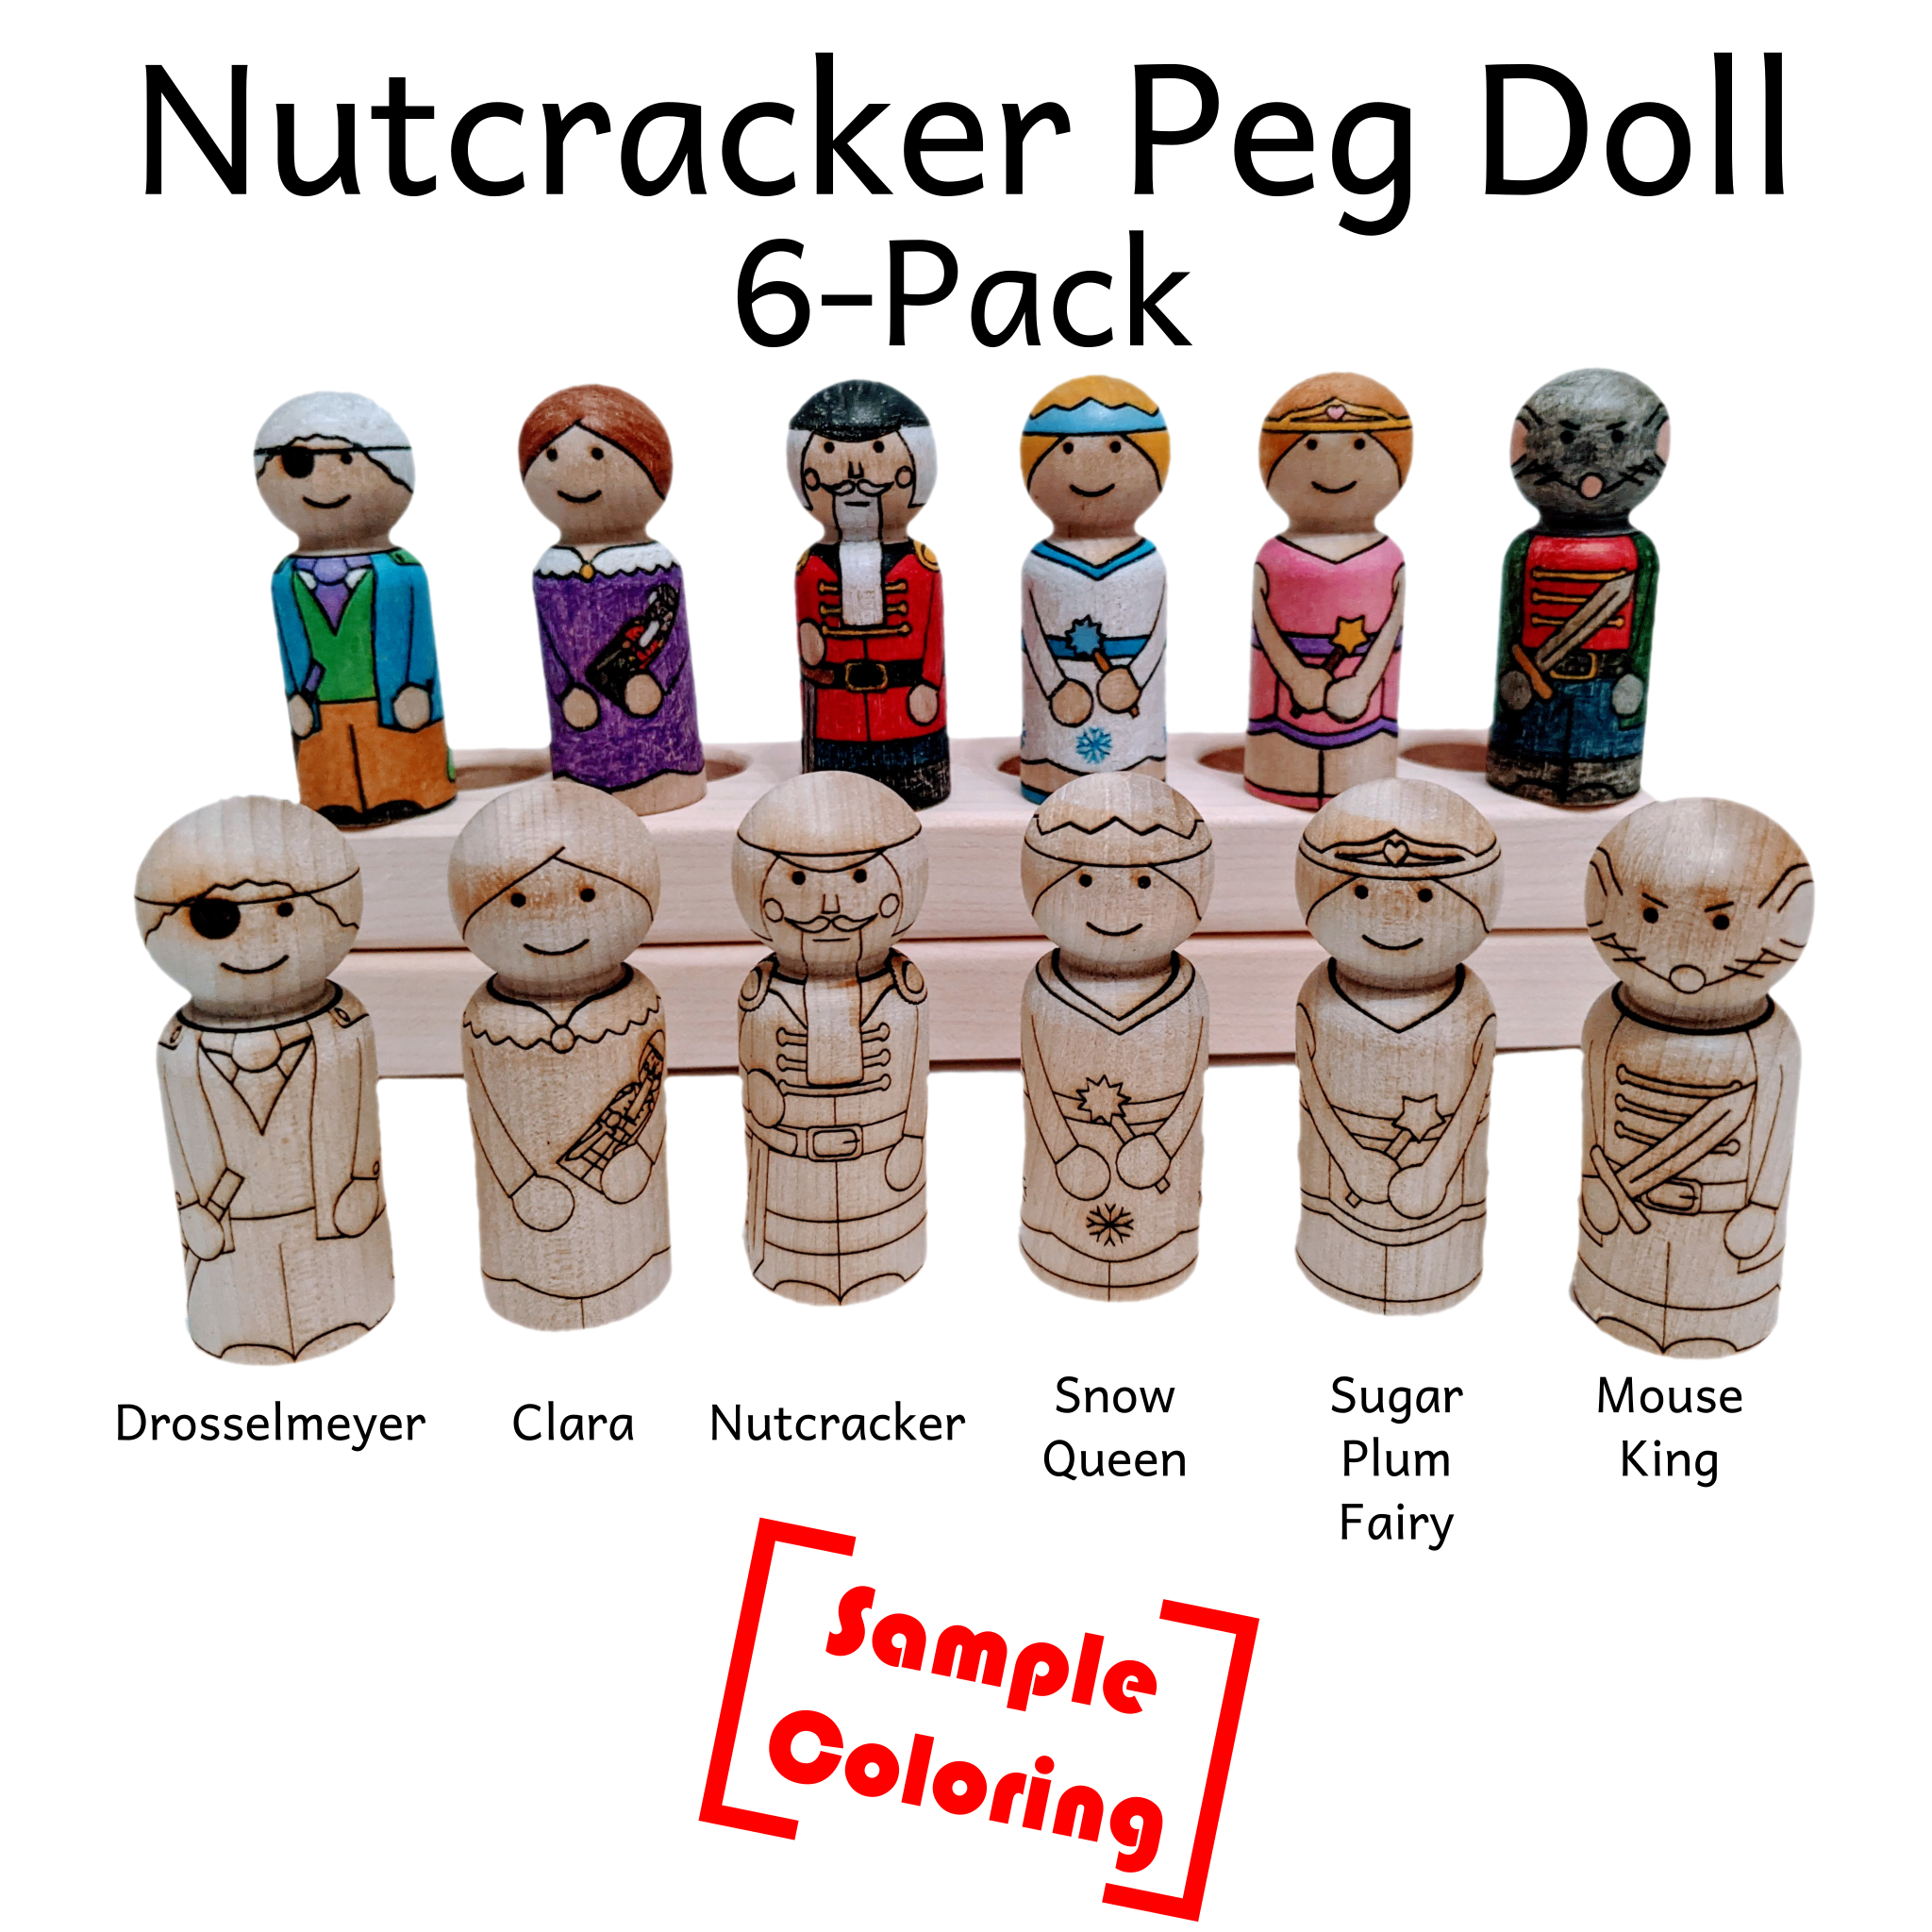 Nutcracker Peg Doll
6-Pack
Drosselmeyer
Clara
Nutcracker
Snow
Queen
Sugar
Plum
Fairy
Mouse
King
Sample
Coloring